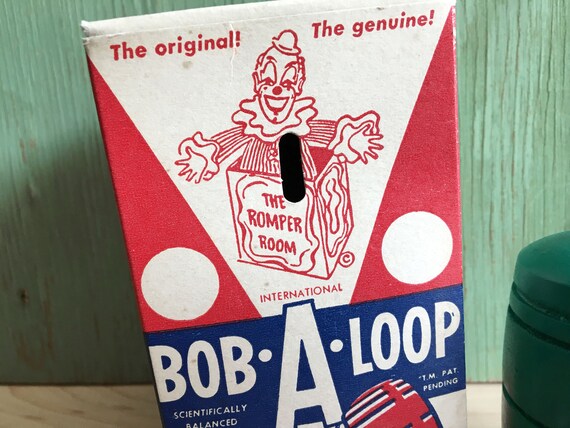 The original! The genuine!
THE
ROMPER
ROOM
©
INTERNATIONAL
BOB·A·LOOP
"T.M. PAT.
PENDING
SCIENTIFICALLY
BALANCED